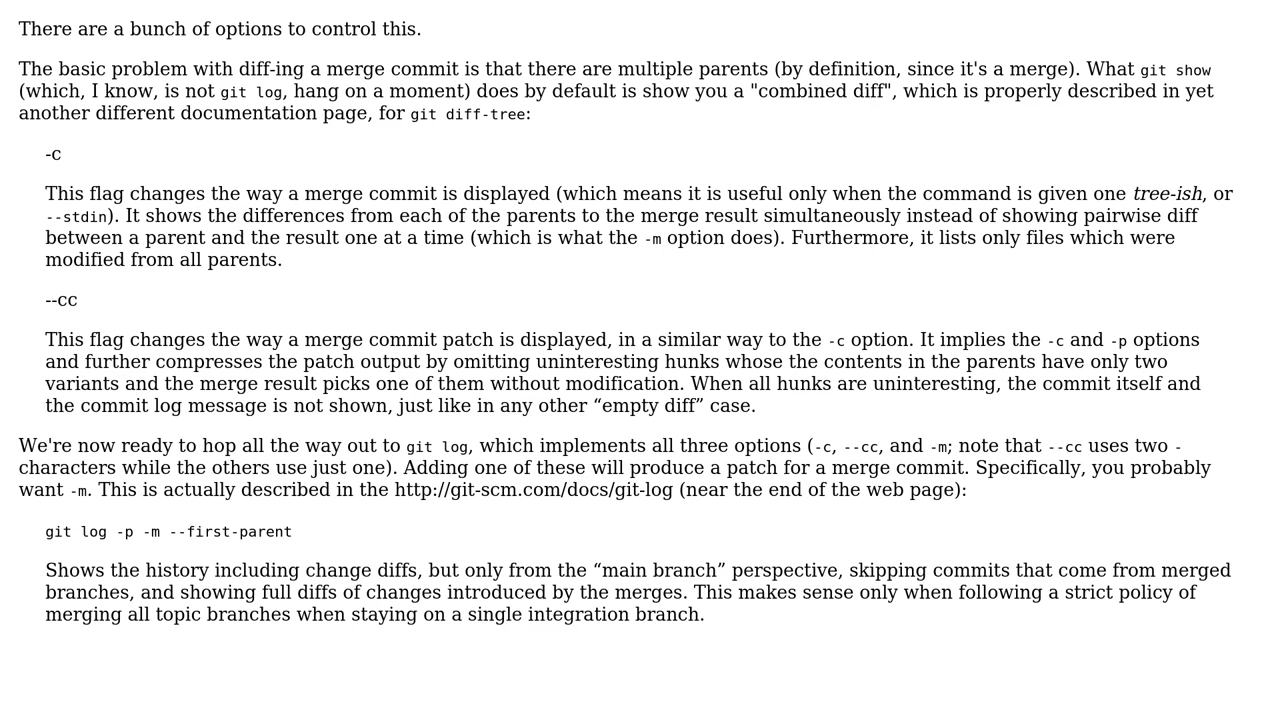 There are a bunch of options to control this.
The basic problem with diff-ing a merge commit is that there are multiple parents (by definition, since it's a merge). What git show
(which, I know, is not git log, hang on a moment) does by default is show you a "combined diff", which is properly described in yet
another different documentation page, for git diff-tree:
-c
This flag changes the way a merge commit is displayed (which means it is useful only when the command is given one tree-ish, or
--stdin). It shows the differences from each of the parents to the merge result simultaneously instead of showing pairwise diff
between a parent and the result one at a time (which is what the -m option does). Furthermore, it lists only files which were
modified from all parents.
--cc
This flag changes the way a merge commit patch is displayed, in a similar way to the -c option. It implies the -c and -p options
and further compresses the patch output by omitting uninteresting hunks whose the contents in the parents have only two
variants and the merge result picks one of them without modification. When all hunks are uninteresting, the commit itself and
the commit log message is not shown, just like in any other “empty diff” case.
We're now ready to hop all the way out to git log, which implements all three options (-c, --cc, and -m; note that --cc uses two -
characters while the others use just one). Adding one of these will produce a patch for a merge commit. Specifically, you probably
want -m. This is actually described in the http://git-scm.com/docs/git-log (near the end of the web page):
git log -p -m --first-parent
Shows the history including change diffs, but only from the “main branch” perspective, skipping commits that come from merged
branches, and showing full diffs of changes introduced by the merges. This makes sense only when following a strict policy of
merging all topic branches when staying on a single integration branch.